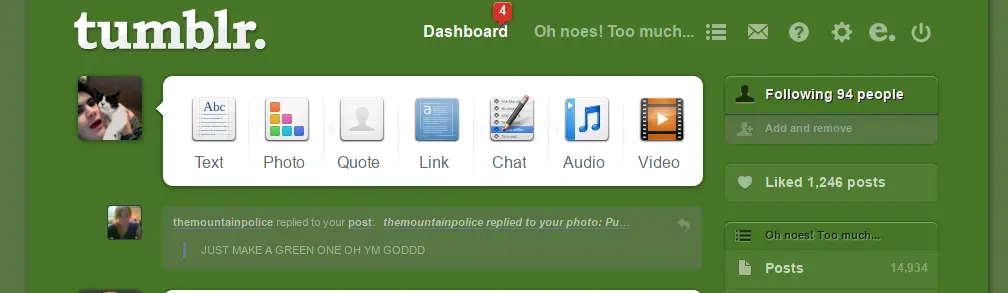 tumblr.
4
Dashboard
Oh noes! Too much...
e.
Abc
a
Text
Photo
Quote
Link
Chat
Audio
Video
Following 94 people
Add and remove
Liked 1,246 posts
themountainpolice replied to your post: themountainpolice replied to your photo: Pu...
JUST MAKE A GREEN ONE OH YM GODDD
Oh noes! Too much...
Posts 14,934